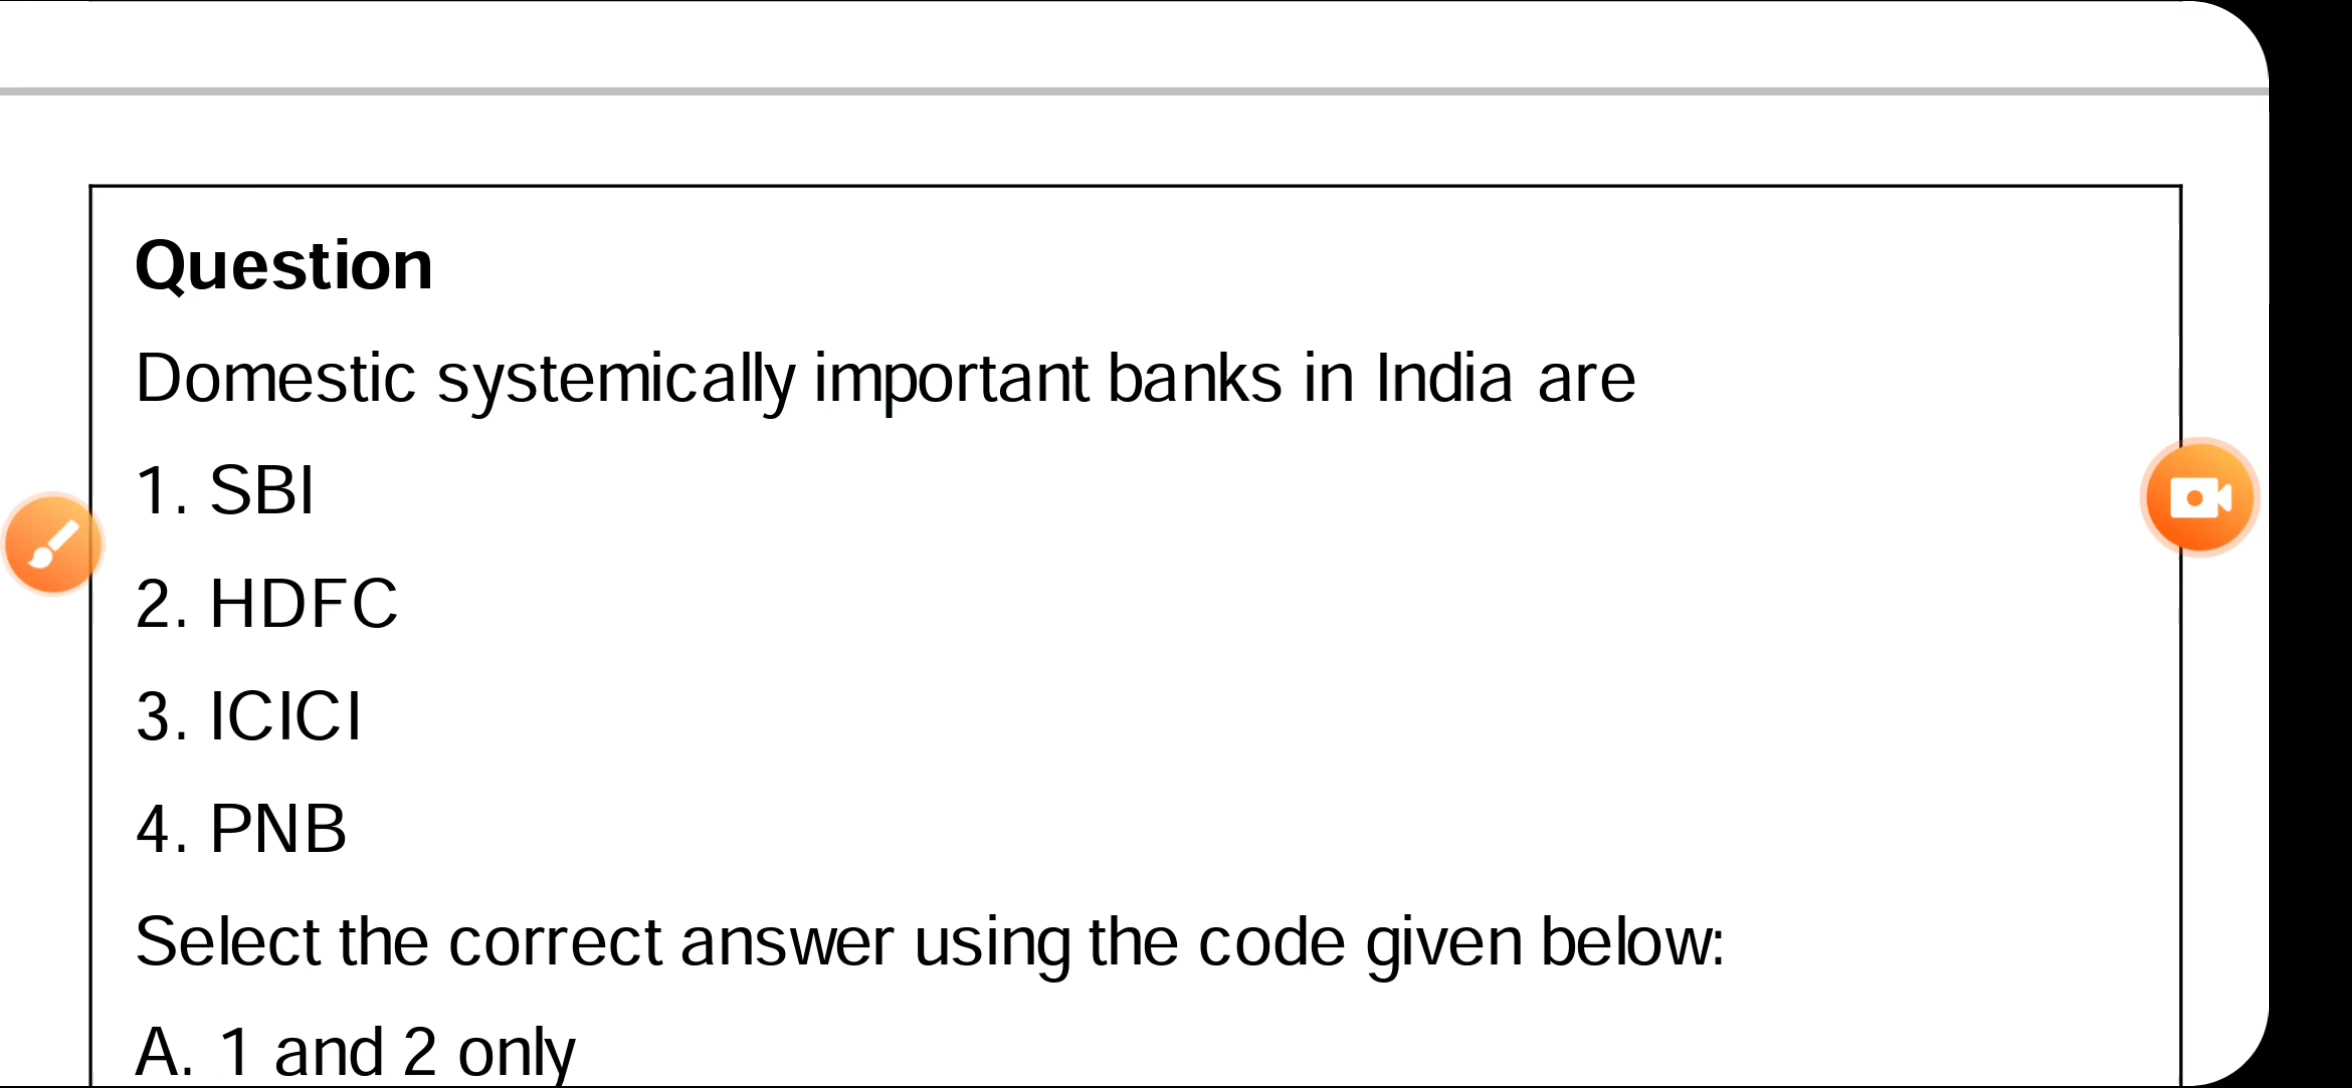 Question
Domestic systemically important banks in India are
1. SBI
2. HDFC
3. ICICI
4. PNB
Select the correct answer using the code given below:
A. 1 and 2 only